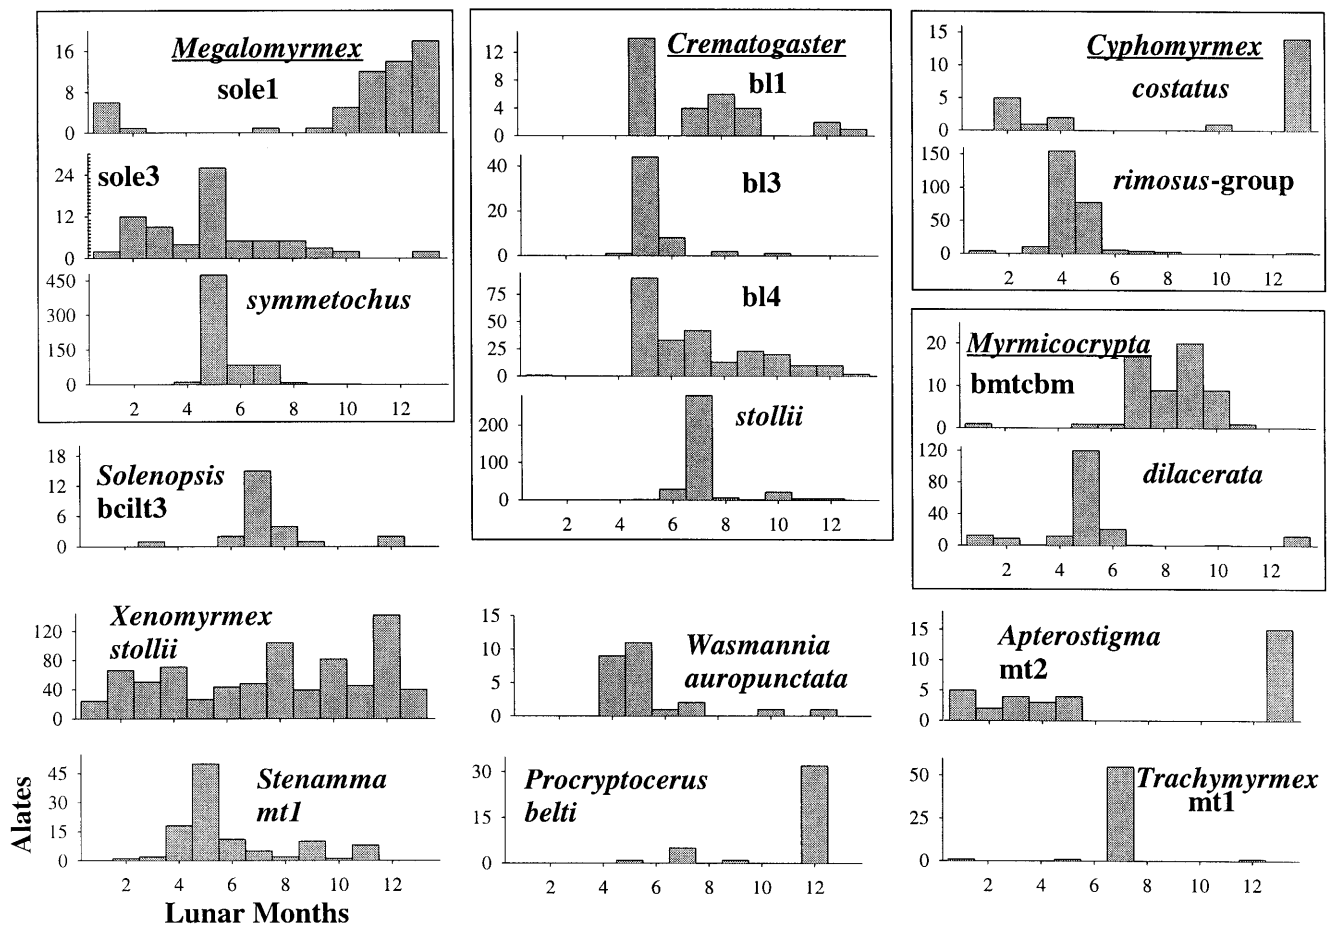 Megalomyrmex
sole1
16
8
0
sole3
24
12
0
symmetochus
450
300
150
0
2 4 6 8 10 12
Crematogaster
bl1
12
8
4
0
bl3
40
20
0
bl4
75
50
25
0
stollii
200
100
0
2 4 6 8 10 12
Cyphomyrmex
costatus
15
10
5
0
rimosus-group
150
100
50
0
2 4 6 8 10 12
Myrmicocrypta
bmtcbm
20
10
0
dilacerata
120
80
40
0
2 4 6 8 10 12
Solenopsis
bcilt3
18
12
6
0
Xenomyrmex
stollii
120
80
40
0
Wasmannia
auropunctata
15
10
5
0
Apterostigma
mt2
15
10
5
0
Stenamma
mt1
45
30
15
0
2 4 6 8 10 12
Alates
Lunar Months
Procryptocerus
belti
30
15
0
2 4 6 8 10 12
Trachymyrmex
mt1
50
25
0
2 4 6 8 10 12